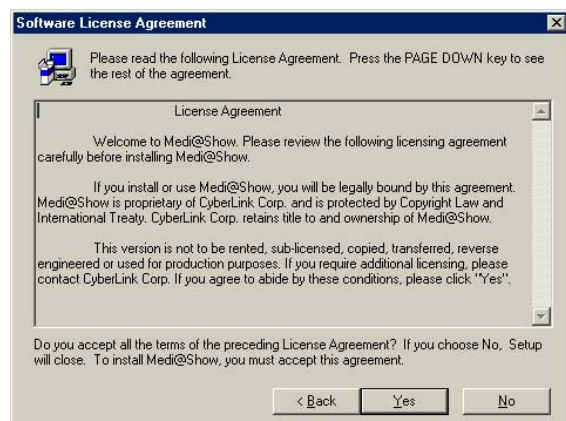 Software License Agreement
Please read the following License Agreement. Press the PAGE DOWN key to see
the rest of the agreement.
License Agreement
Welcome to Medi@Show. Please review the following licensing agreement
carefully before installing Medi@Show.
If you install or use Medi@Show, you will be legally bound by this agreement.
Medi@Show is proprietary of CyberLink Corp. and is protected by Copyright Law and
International Treaty. CyberLink Corp. retains title to and ownership of Medi@Show.
This version is not to be rented, sub-licensed, copied, transferred, reverse
engineered or used for production purposes. If you require additional licensing, please
contact CyberLink Corp. If you agree to abide by these conditions, please click "Yes".
Do you accept all the terms of the preceding License Agreement? If you choose No, Setup
will close. To install Medi@Show, you must accept this agreement.
< Back
Yes
No